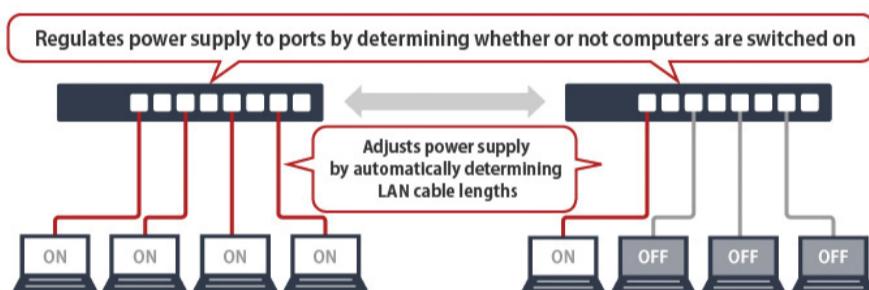 Regulates power supply to ports by determining whether or not computers are switched on
Adjusts power supply
by automatically determining
LAN cable lengths
ON
ON
ON
ON
ON
OFF
OFF
OFF